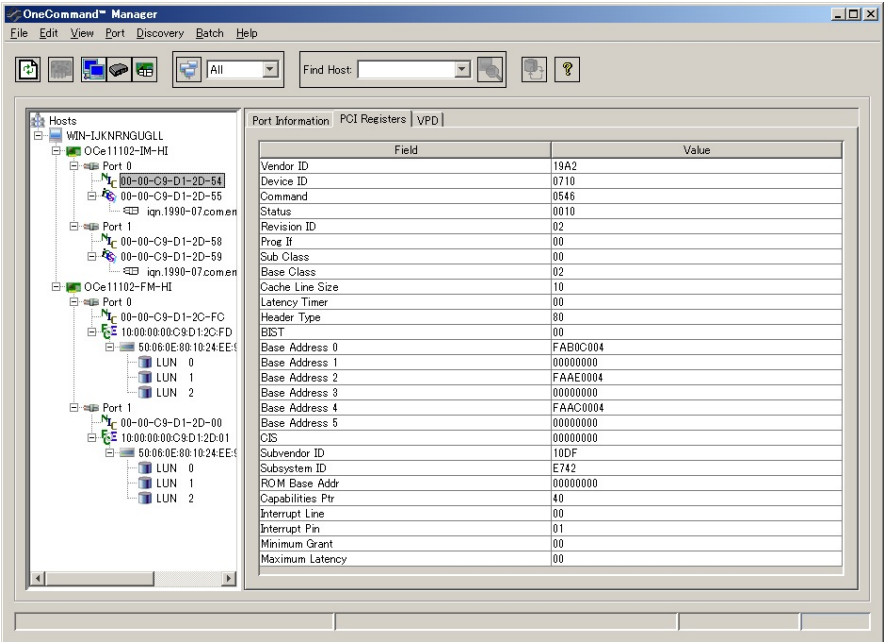 OneCommand™ Manager
File Edit View Port Discovery Batch Help
All
Find Host:
Hosts
WIN-IJKNRNGUGLL
OCe11102-IM-HI
Port 0
NIC 00-00-C9-D1-2D-54
00-00-C9-D1-2D-55
iqn.1990-07.com.em
Port 1
NIC 00-00-C9-D1-2D-58
00-00-C9-D1-2D-59
iqn.1990-07.com.em
OCe11102-FM-HI
Port 0
NIC 00-00-C9-D1-2C-FC
10:00:00:00:C9:D1:2C:FD
50:06:0E:80:10:24:EE:9
LUN 0
LUN 1
LUN 2
Port 1
NIC 00-00-C9-D1-2D-00
10:00:00:00:C9:D1:2D:01
50:06:0E:80:10:24:EE:9
LUN 0
LUN 1
LUN 2
Port Information PCI Registers VPD
Field Value
Vendor ID 19A2
Device ID 0710
Command 0546
Status 0010
Revision ID 02
Prog If 00
Sub Class 00
Base Class 02
Cache Line Size 10
Latency Timer 00
Header Type 80
BIST 00
Base Address 0 FAB0C004
Base Address 1 00000000
Base Address 2 FAAE0004
Base Address 3 00000000
Base Address 4 FAAC0004
Base Address 5 00000000
CIS 00000000
Subvendor ID 10DF
Subsystem ID E742
ROM Base Addr 00000000
Capabilities Ptr 40
Interrupt Line 00
Interrupt Pin 01
Minimum Grant 00
Maximum Latency 00